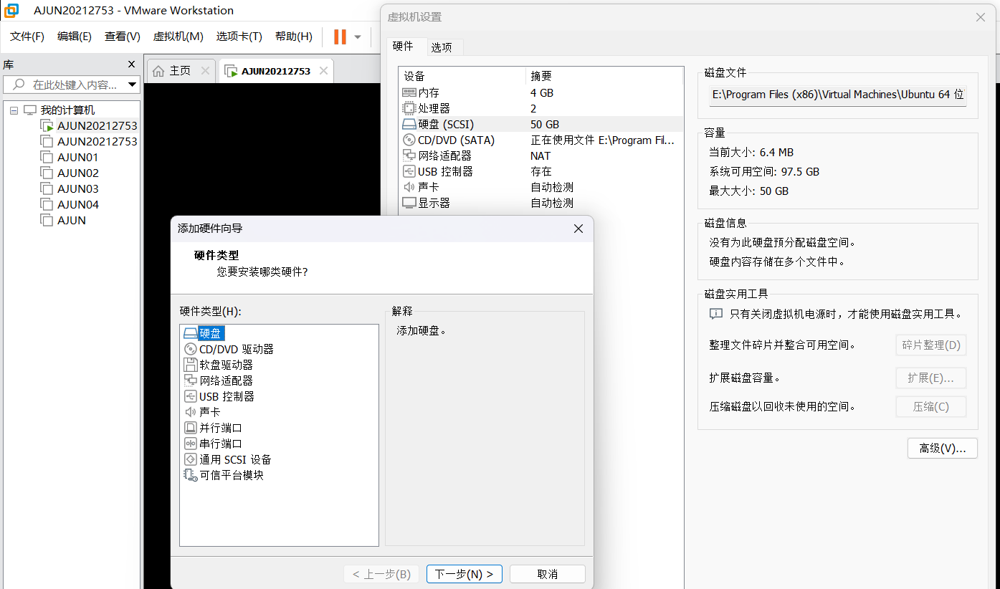 AJUN20212753 - VMware Workstation
文件(F) 编辑(E) 查看(V) 虚拟机(M) 选项卡(T) 帮助(H)
库
在此处键入内容...
我的计算机
AJUN20212753
AJUN20212753
AJUN01
AJUN02
AJUN03
AJUN04
AJUN
主页
AJUN20212753
虚拟机设置
硬件 选项
设备 摘要
内存 4 GB
处理器 2
硬盘 (SCSI) 50 GB
CD/DVD (SATA) 正在使用文件 E:\Program Fil...
网络适配器 NAT
USB 控制器 存在
声卡 自动检测
显示器 自动检测
磁盘文件
E:\Program Files (x86)\Virtual Machines\Ubuntu 64 位
容量
当前大小: 6.4 MB
系统可用空间: 97.5 GB
最大大小: 50 GB
磁盘信息
没有为此硬盘预分配磁盘空间。
硬盘内容存储在多个文件中。
磁盘实用工具
只有关闭虚拟机电源时，才能使用磁盘实用工具。
整理文件碎片并整合可用空间。 碎片整理(D)
扩展磁盘容量。 扩展(E)...
压缩磁盘以回收未使用的空间。 压缩(C)
高级(V)...
添加硬件向导
硬件类型
您要安装哪类硬件?
硬件类型(H):
硬盘
CD/DVD 驱动器
软盘驱动器
网络适配器
USB 控制器
声卡
并行端口
串行端口
通用 SCSI 设备
可信平台模块
解释
添加硬盘。
< 上一步(B) 下一步(N) > 取消